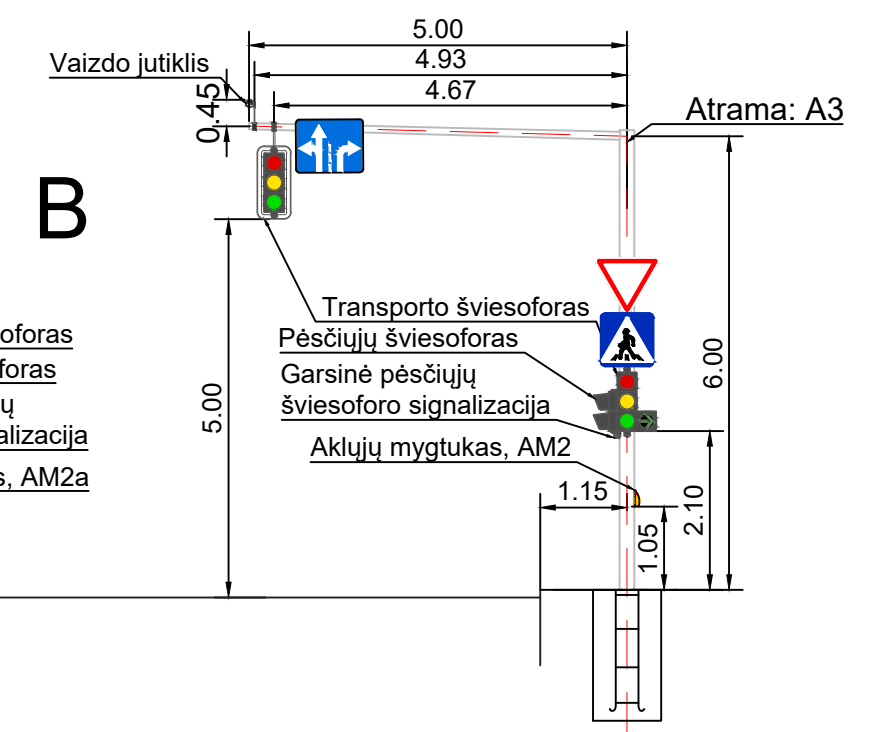 5.00
4.93
4.67
Vaizdo jutiklis
0.45
Atrama: A3
B
Transporto šviesoforas
Pėsčiųjų šviesoforas
Garsinė pėsčiųjų
šviesoforo signalizacija
Aklųjų mygtukas, AM2
oforas
foras
ų
alizacija
s, AM2a
5.00
6.00
1.15
2.10
1.05